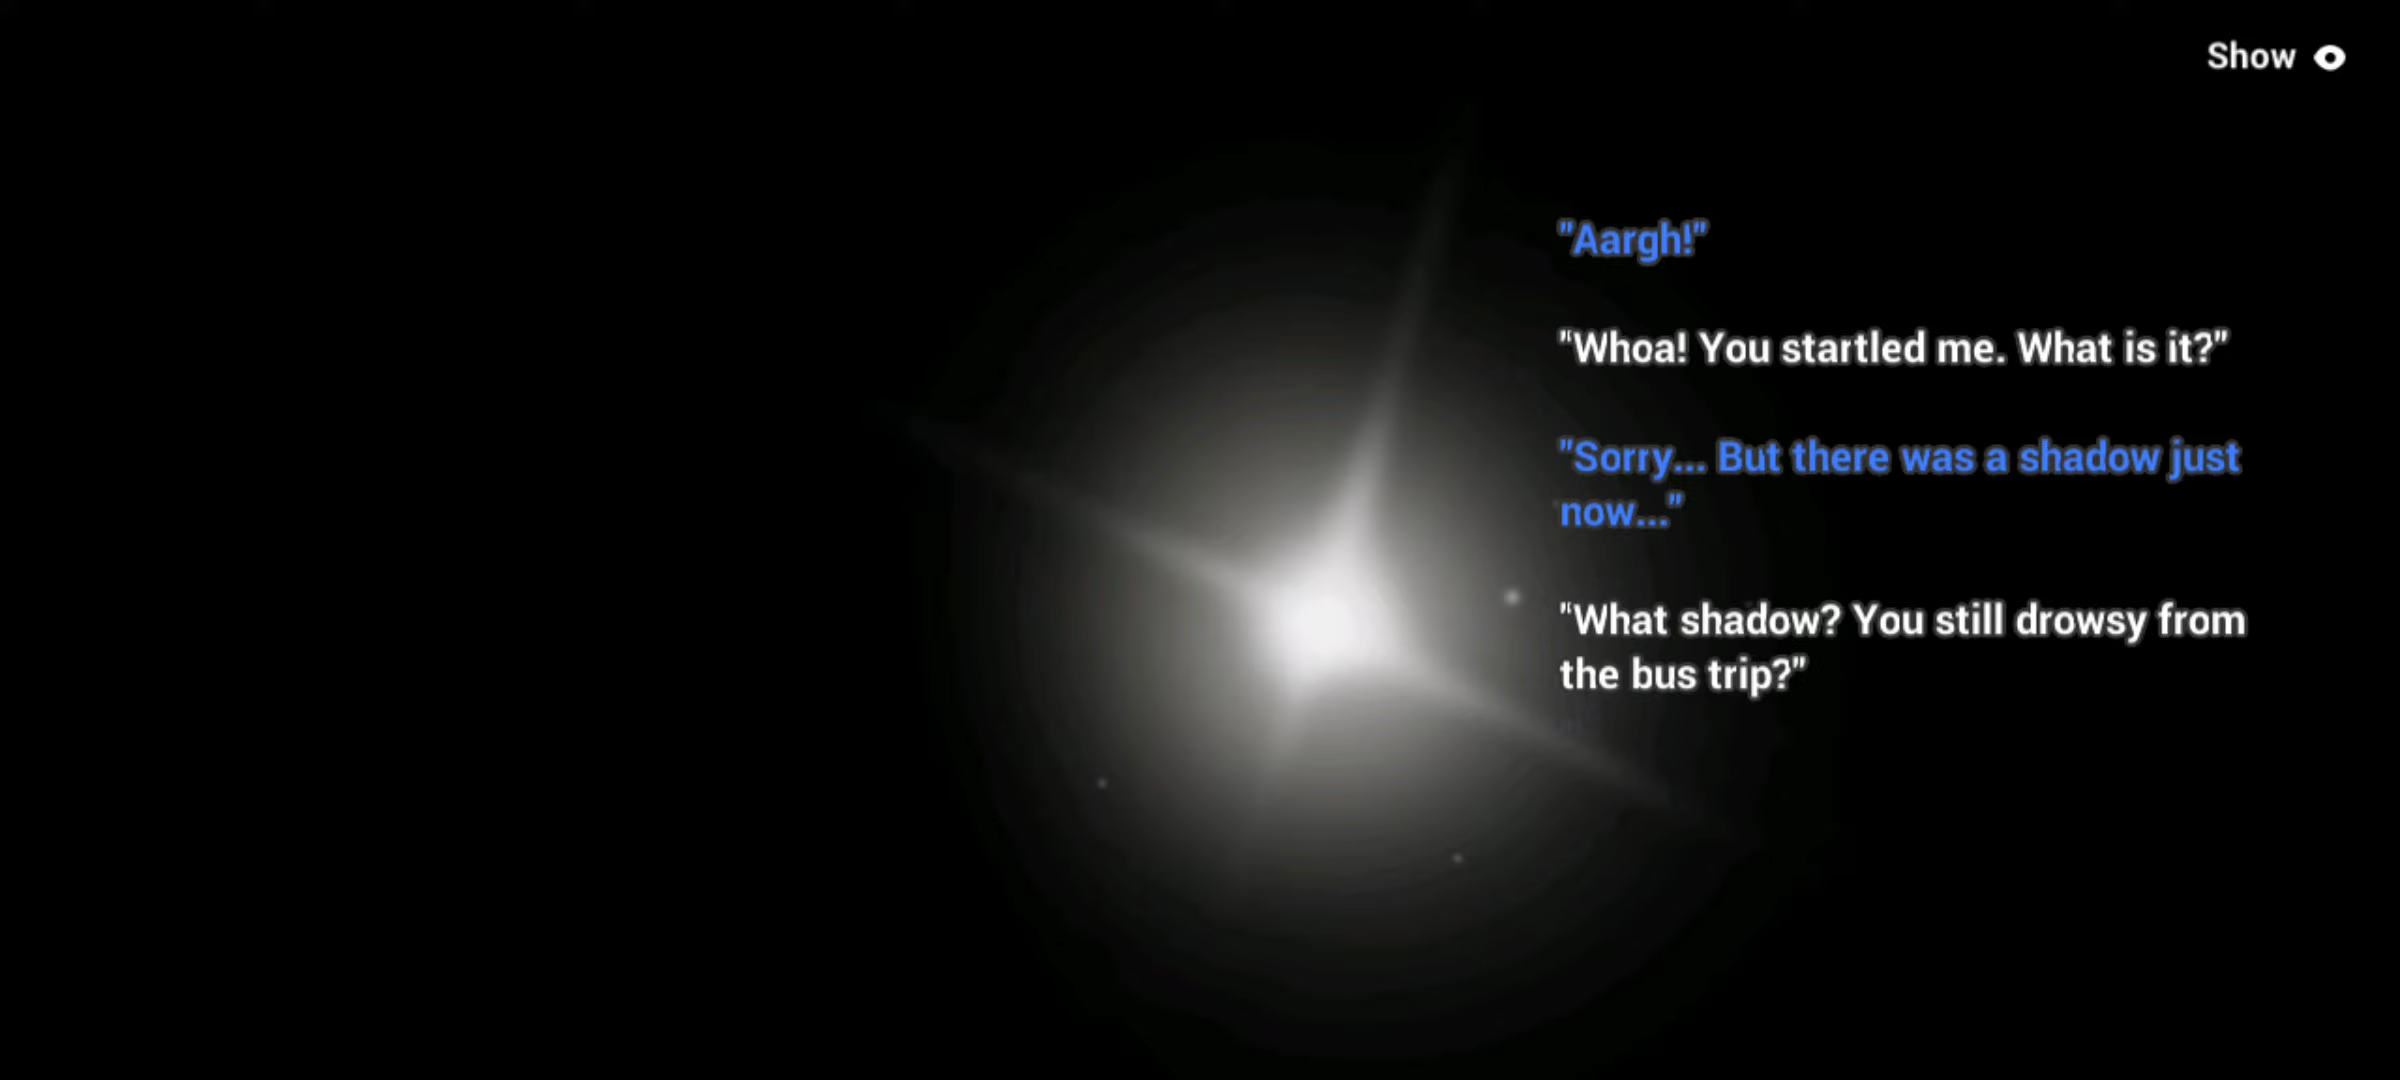 Show
"Aargh!"
"Whoa! You startled me. What is it?"
"Sorry... But there was a shadow just
now..."
"What shadow? You still drowsy from
the bus trip?"